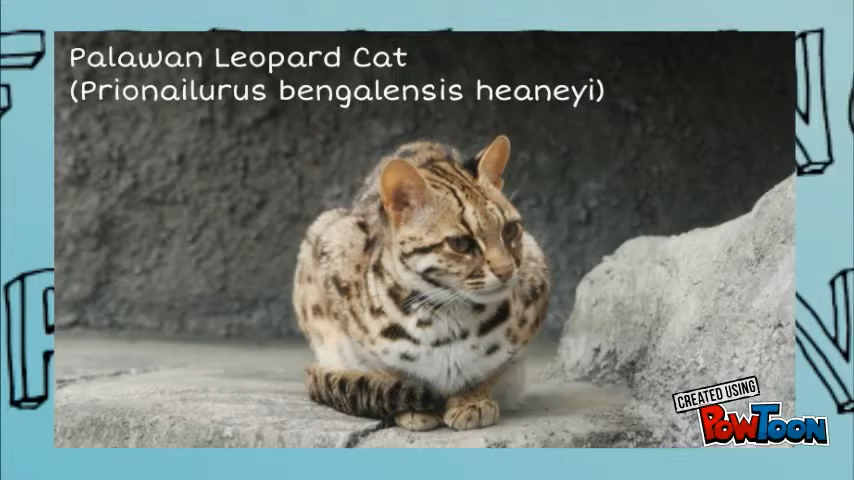 Palawan Leopard Cat
(Prionailurus bengalensis heaneyi)
CREATED USING
POWTOON